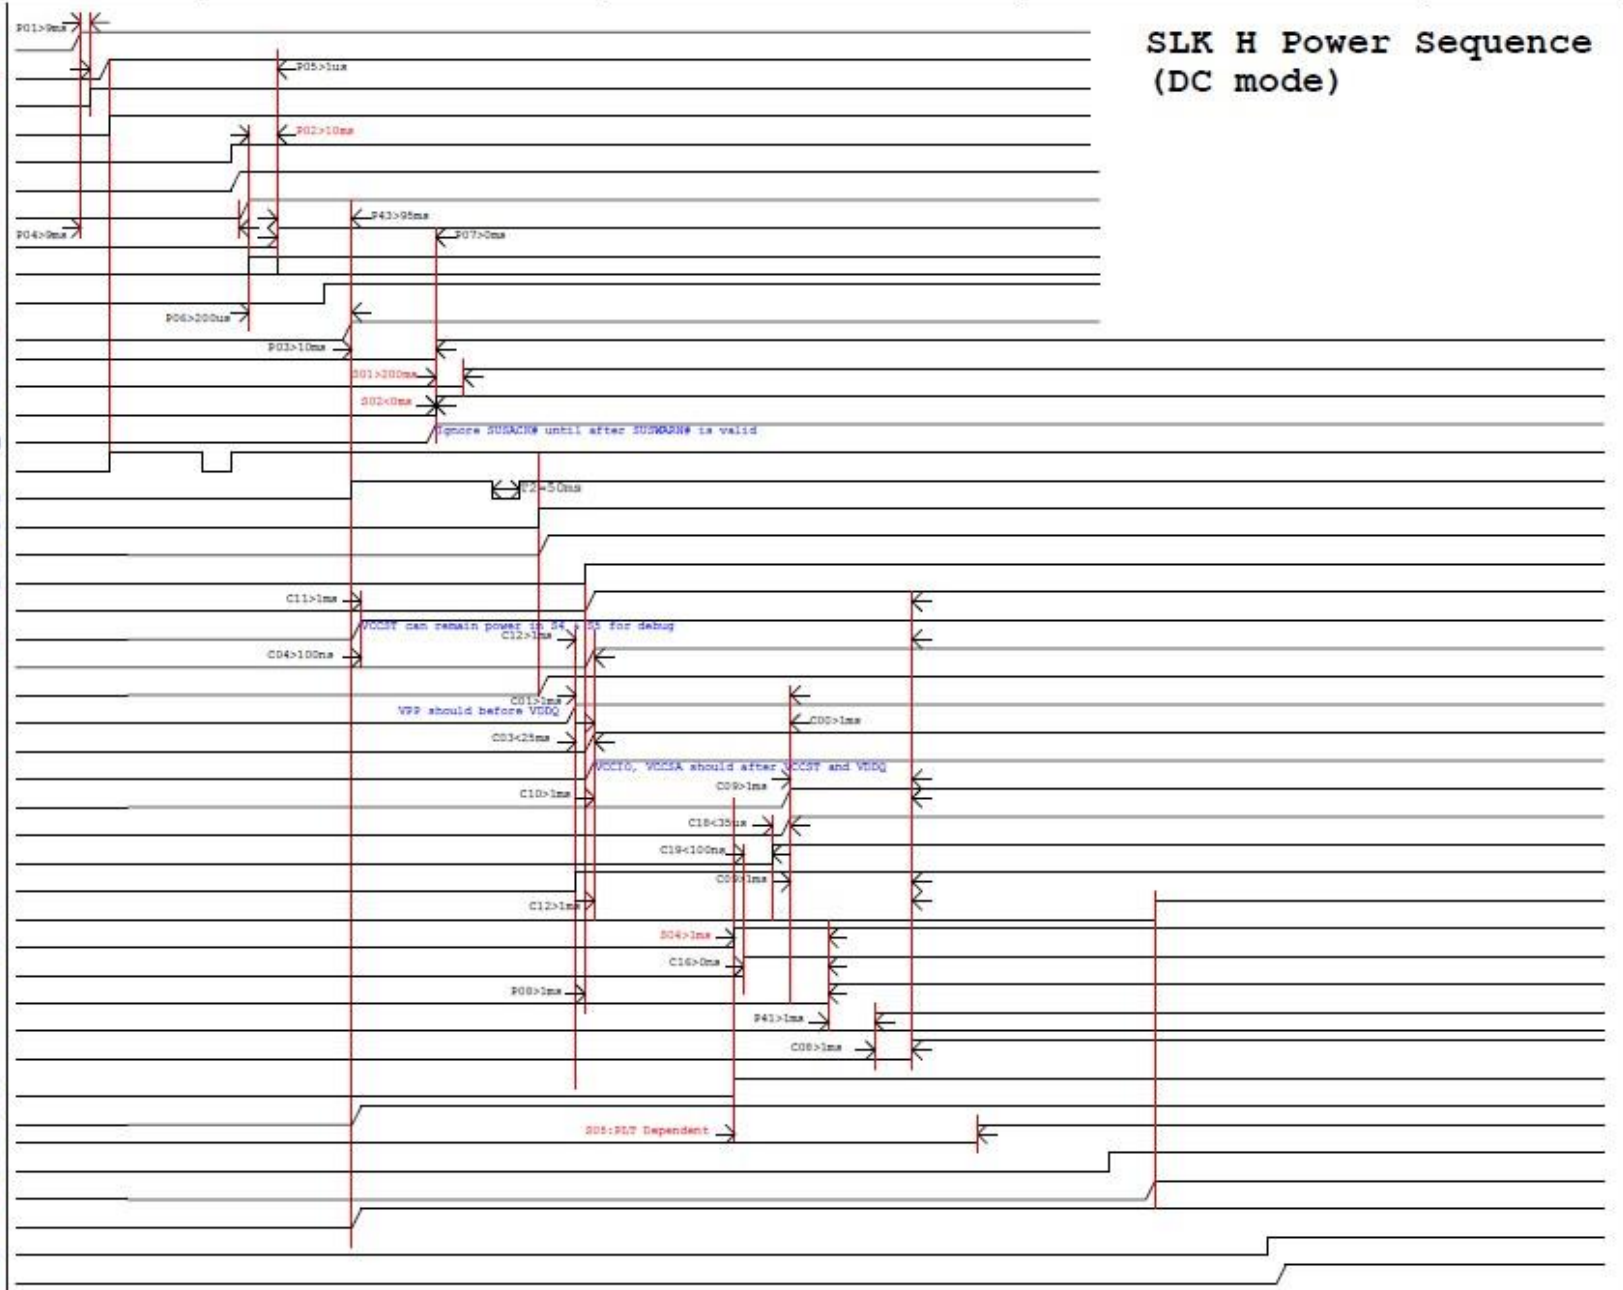 P01>9ms
SLK H Power Sequence
(DC mode)
P05>1us
P02>10ms
P43>95ms
P04>9ms
P07>0ms
P06>200us
P03>10ms
S01>200ms
S02<0ms
Ignore SUSACK# until after SUSWARN# is valid
T2=50ms
C11>1ms
VCCST can remain power in S4 , S5 for debug
C12>1ms
C04>100ns
C01>1ms
VPP should before VDDQ
C00>1ms
C03<25ms
VCCIO, VCCSA should after VCCST and VDDQ
C09>1ms
C10>1ms
C18<35us
C19<100ns
C09>1ms
C12>1ms
S04>1ms
C16>0ms
P08>1ms
P41>1ms
C08>1ms
S05:PLT Dependent